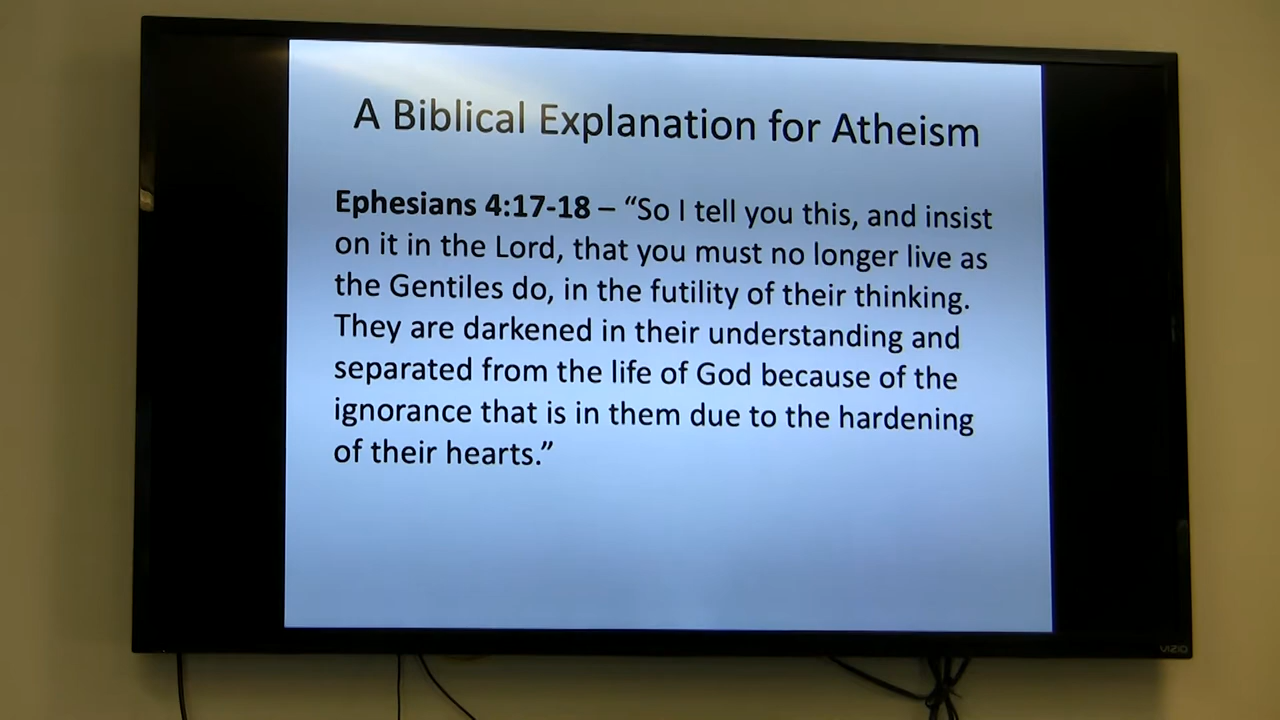 A Biblical Explanation for Atheism
Ephesians 4:17-18 – “So I tell you this, and insist
on it in the Lord, that you must no longer live as
the Gentiles do, in the futility of their thinking.
They are darkened in their understanding and
separated from the life of God because of the
ignorance that is in them due to the hardening
of their hearts.”
VIZIO